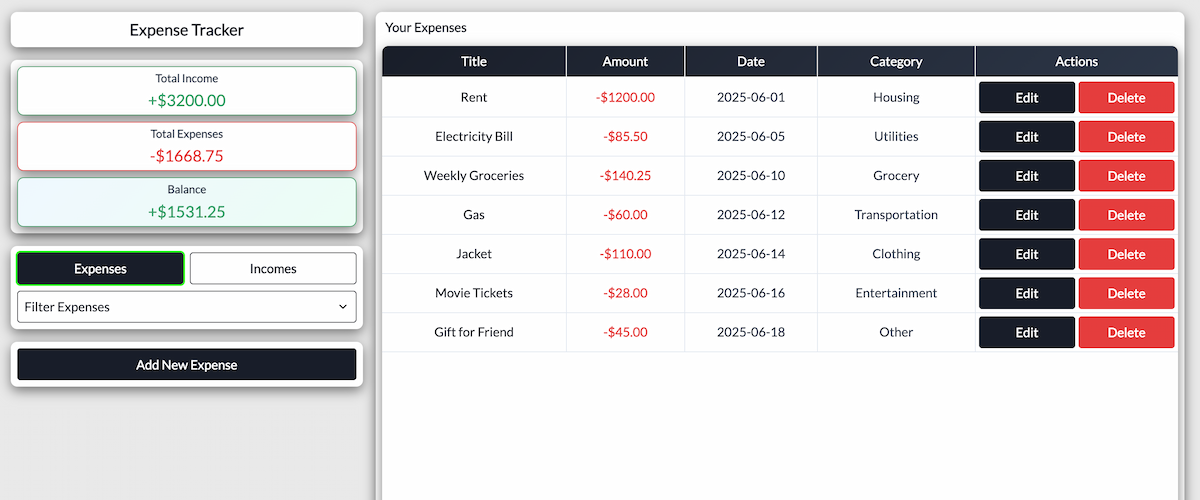 Expense Tracker
Total Income
+$3200.00
Total Expenses
-$1668.75
Balance
+$1531.25
Expenses Incomes
Filter Expenses
Add New Expense
Your Expenses
Title Amount Date Category Actions
Rent -$1200.00 2025-06-01 Housing Edit Delete
Electricity Bill -$85.50 2025-06-05 Utilities Edit Delete
Weekly Groceries -$140.25 2025-06-10 Grocery Edit Delete
Gas -$60.00 2025-06-12 Transportation Edit Delete
Jacket -$110.00 2025-06-14 Clothing Edit Delete
Movie Tickets -$28.00 2025-06-16 Entertainment Edit Delete
Gift for Friend -$45.00 2025-06-18 Other Edit Delete